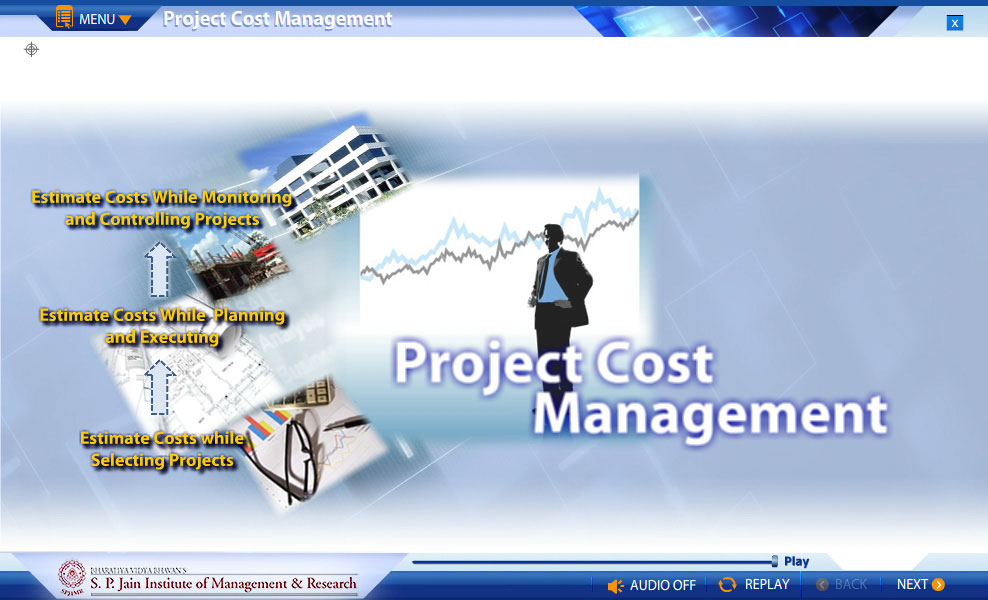 MENU
Project Cost Management
X
Estimate Costs While Monitoring
and Controlling Projects
Estimate Costs While Planning
and Executing
Estimate Costs while
Selecting Projects
Project Cost
Management
Play
BHARATIYA VIDYA BHAVAN'S
S. P. Jain Institute of Management & Research
SPJIMR
AUDIO OFF
REPLAY
BACK
NEXT